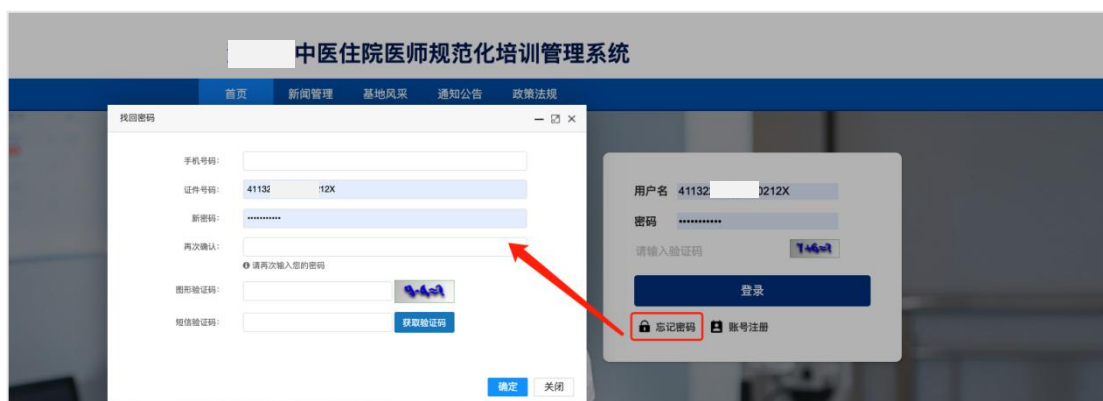 中医住院医师规范化培训管理系统
首页 新闻管理 基地风采 通知公告 政策法规
找回密码
手机号码:
证件号码: 41132 12X
新密码: ••••••••••
再次确认:
请再次输入您的密码
图形验证码: 9-4=?
短信验证码: 获取验证码
确定 关闭
用户名 41132 0212X
密码 ••••••••••
请输入验证码 7+6=?
登录
忘记密码 账号注册